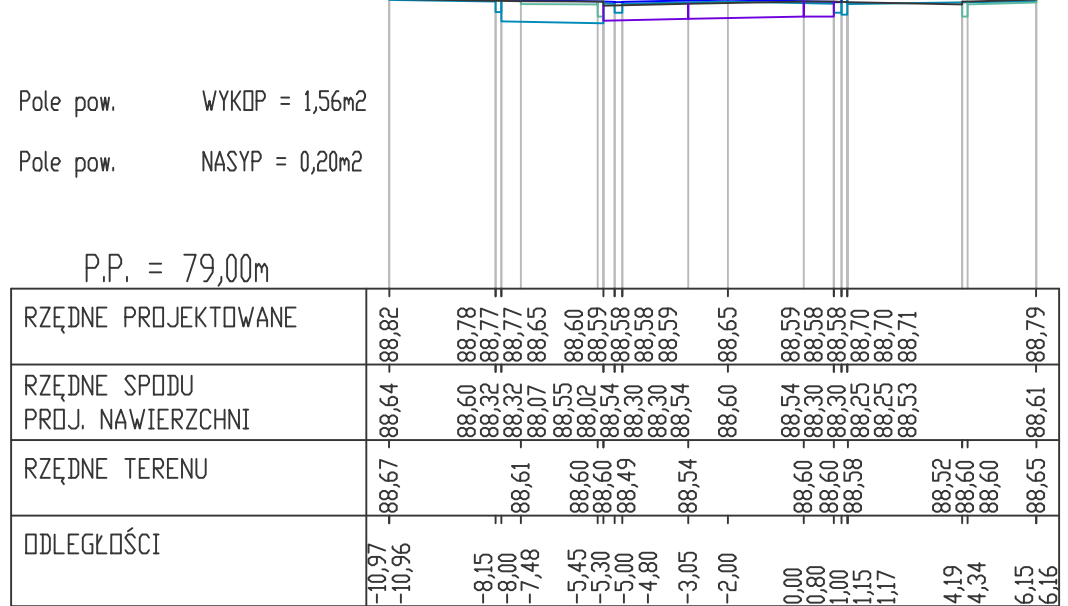 Pole pow. WYKOP = 1,56m2
Pole pow. NASYP = 0,20m2
P.P. = 79,00m
RZĘDNE PROJEKTOWANE 88,82 88,78 88,77 88,77 88,65 88,60 88,59 88,58 88,58 88,59 88,65 88,59 88,58 88,58 88,70 88,70 88,71 88,79
RZĘDNE SPODU
PROJ. NAWIERZCHNI 88,64 88,60 88,32 88,32 88,07 88,55 88,02 88,54 88,30 88,30 88,54 88,60 88,54 88,30 88,30 88,25 88,25 88,53 88,61
RZĘDNE TERENU 88,67 88,61 88,60 88,60 88,49 88,54 88,60 88,60 88,58 88,52 88,60 88,60 88,65
ODLEGŁOŚCI -10,97 -10,96 -8,15 -8,00 -7,48 -5,45 -5,30 -5,00 -4,80 -3,05 -2,00 0,00 0,80 1,00 1,15 1,17 4,19 4,34 6,15 6,16